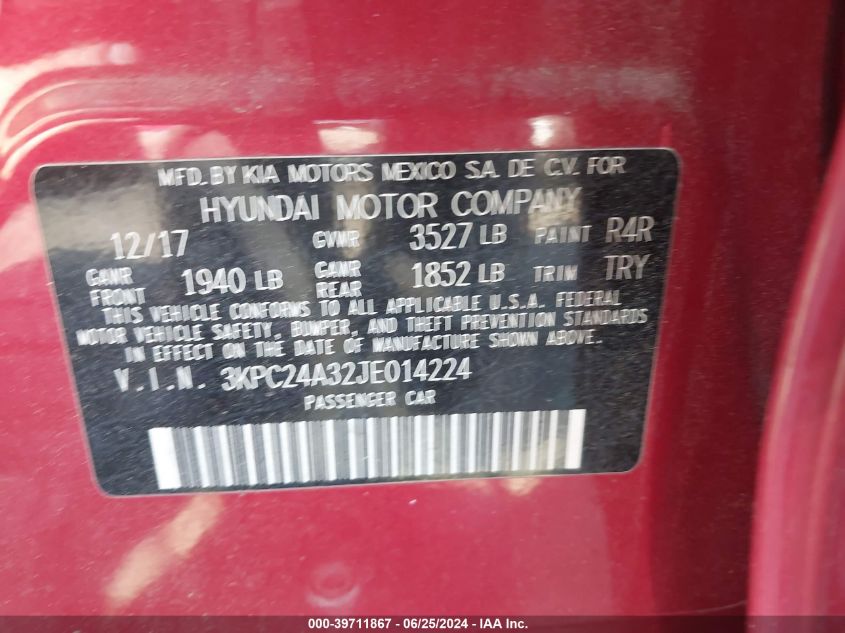 MFD. BY KIA MOTORS MEXICO S.A. DE C.V. FOR
HYUNDAI MOTOR COMPANY
12/17 GVWR 3527 LB PAINT R4R
GAWR FRONT 1940 LB GAWR REAR 1852 LB TRIM TRY
THIS VEHICLE CONFORMS TO ALL APPLICABLE U.S.A. FEDERAL
MOTOR VEHICLE SAFETY, BUMPER, AND THEFT PREVENTION STANDARDS
IN EFFECT ON THE DATE OF MANUFACTURE SHOWN ABOVE.
V.I.N. 3KPC24A32JE014224
PASSENGER CAR
000-39711867 - 06/25/2024 - IAAI.com